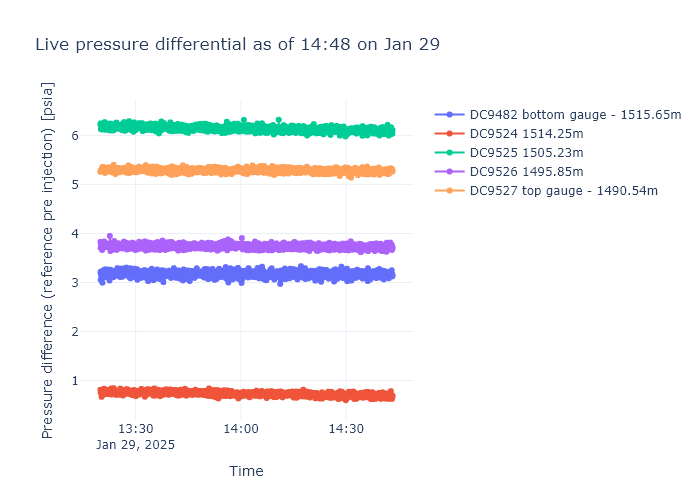 Live pressure differential as of 14:48 on Jan 29
Pressure difference (reference pre injection) [psia]
6
5
4
3
2
1
13:30
Jan 29, 2025
14:00
14:30
Time
DC9482 bottom gauge - 1515.65m
DC9524 1514.25m
DC9525 1505.23m
DC9526 1495.85m
DC9527 top gauge - 1490.54m